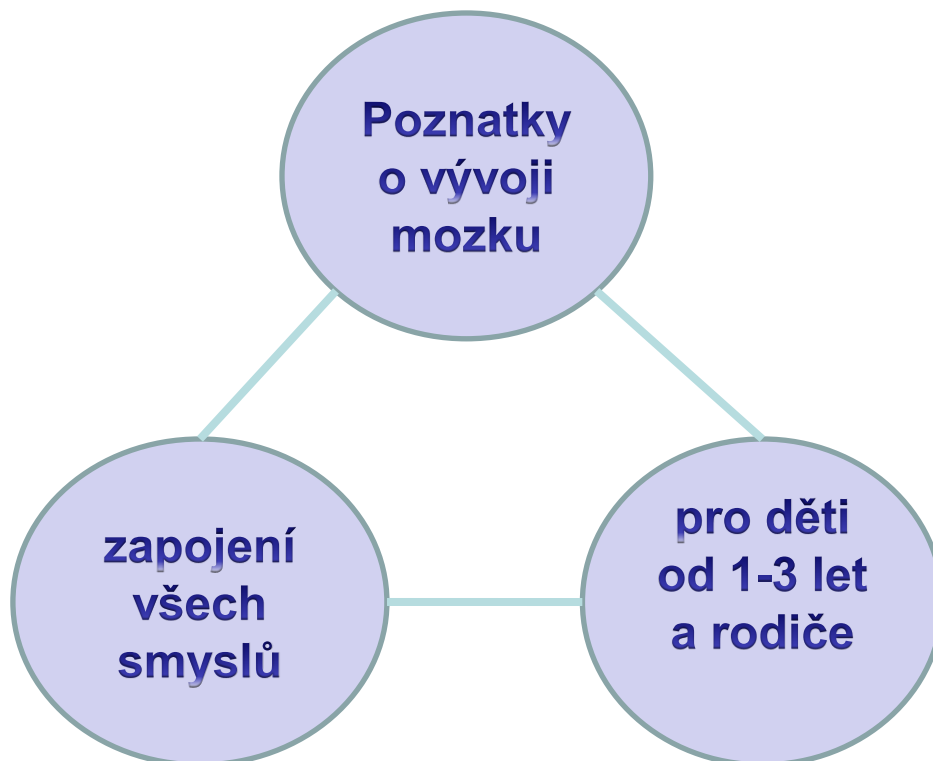 Poznatky
o vývoji
mozku
zapojení
všech
smyslů
pro děti
od 1-3 let
a rodiče